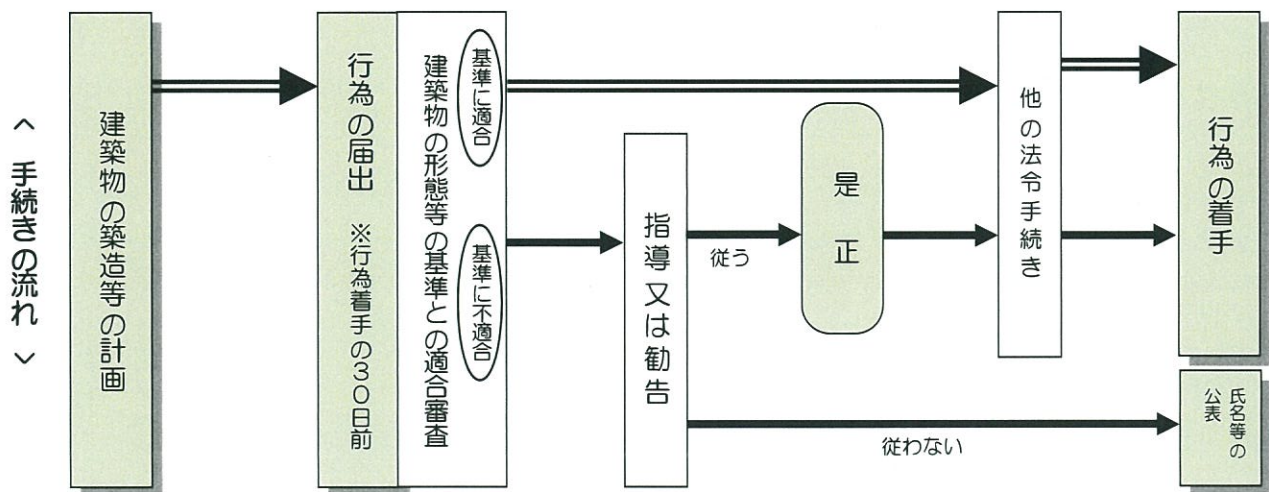 < 手続きの流れ >
建築物の築造等の計画
行為の届出 ※行為着手の30日前
建築物の形態等の基準との適合審査
基準に適合
基準に不適合
指導又は勧告
従う
是正
従わない
他の法令手続き
行為の着手
氏名等の
公表